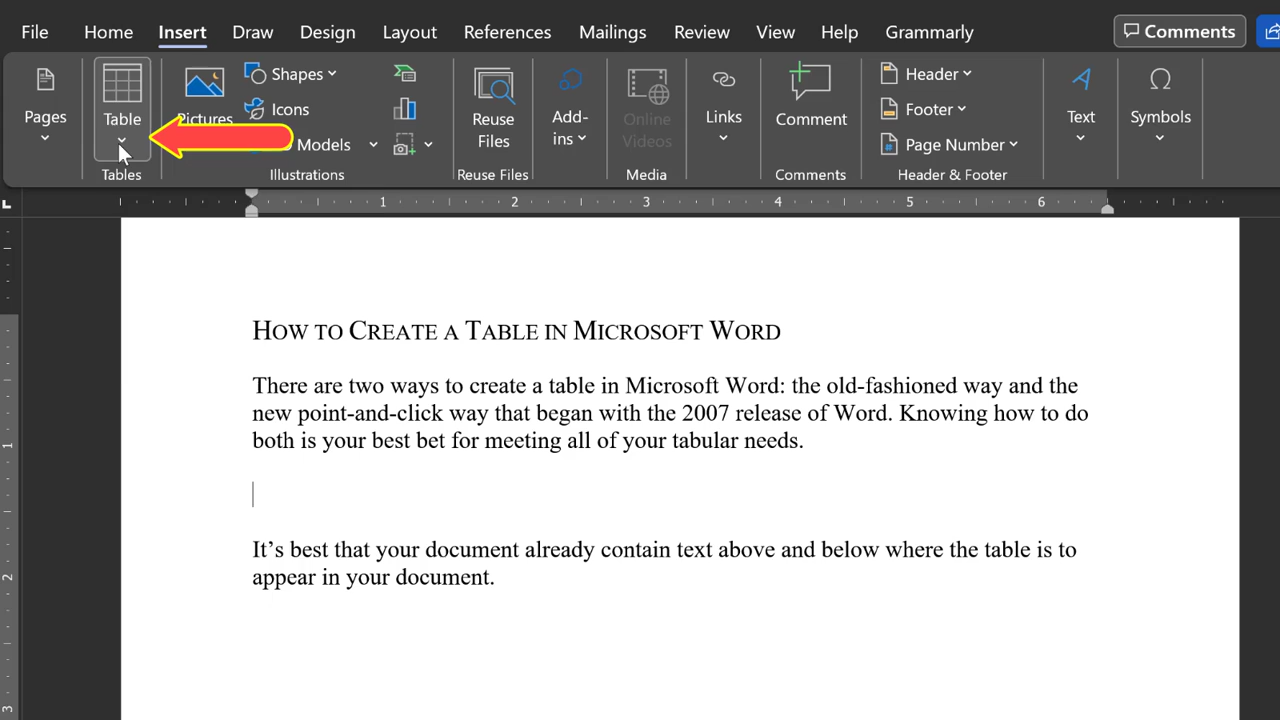 File Home Insert Draw Design Layout References Mailings Review View Help Grammarly Comments
Pages
Table
Tables
Pictures
Shapes
Icons
Models
Illustrations
Reuse
Files
Reuse Files
Add-
ins
Online
Videos
Media
Links
Comment
Comments
Header
Footer
Page Number
Header & Footer
Text
Symbols
1 2 3 4 5 6
1
2
3
HOW TO CREATE A TABLE IN MICROSOFT WORD
There are two ways to create a table in Microsoft Word: the old-fashioned way and the
new point-and-click way that began with the 2007 release of Word. Knowing how to do
both is your best bet for meeting all of your tabular needs.
It’s best that your document already contain text above and below where the table is to
appear in your document.